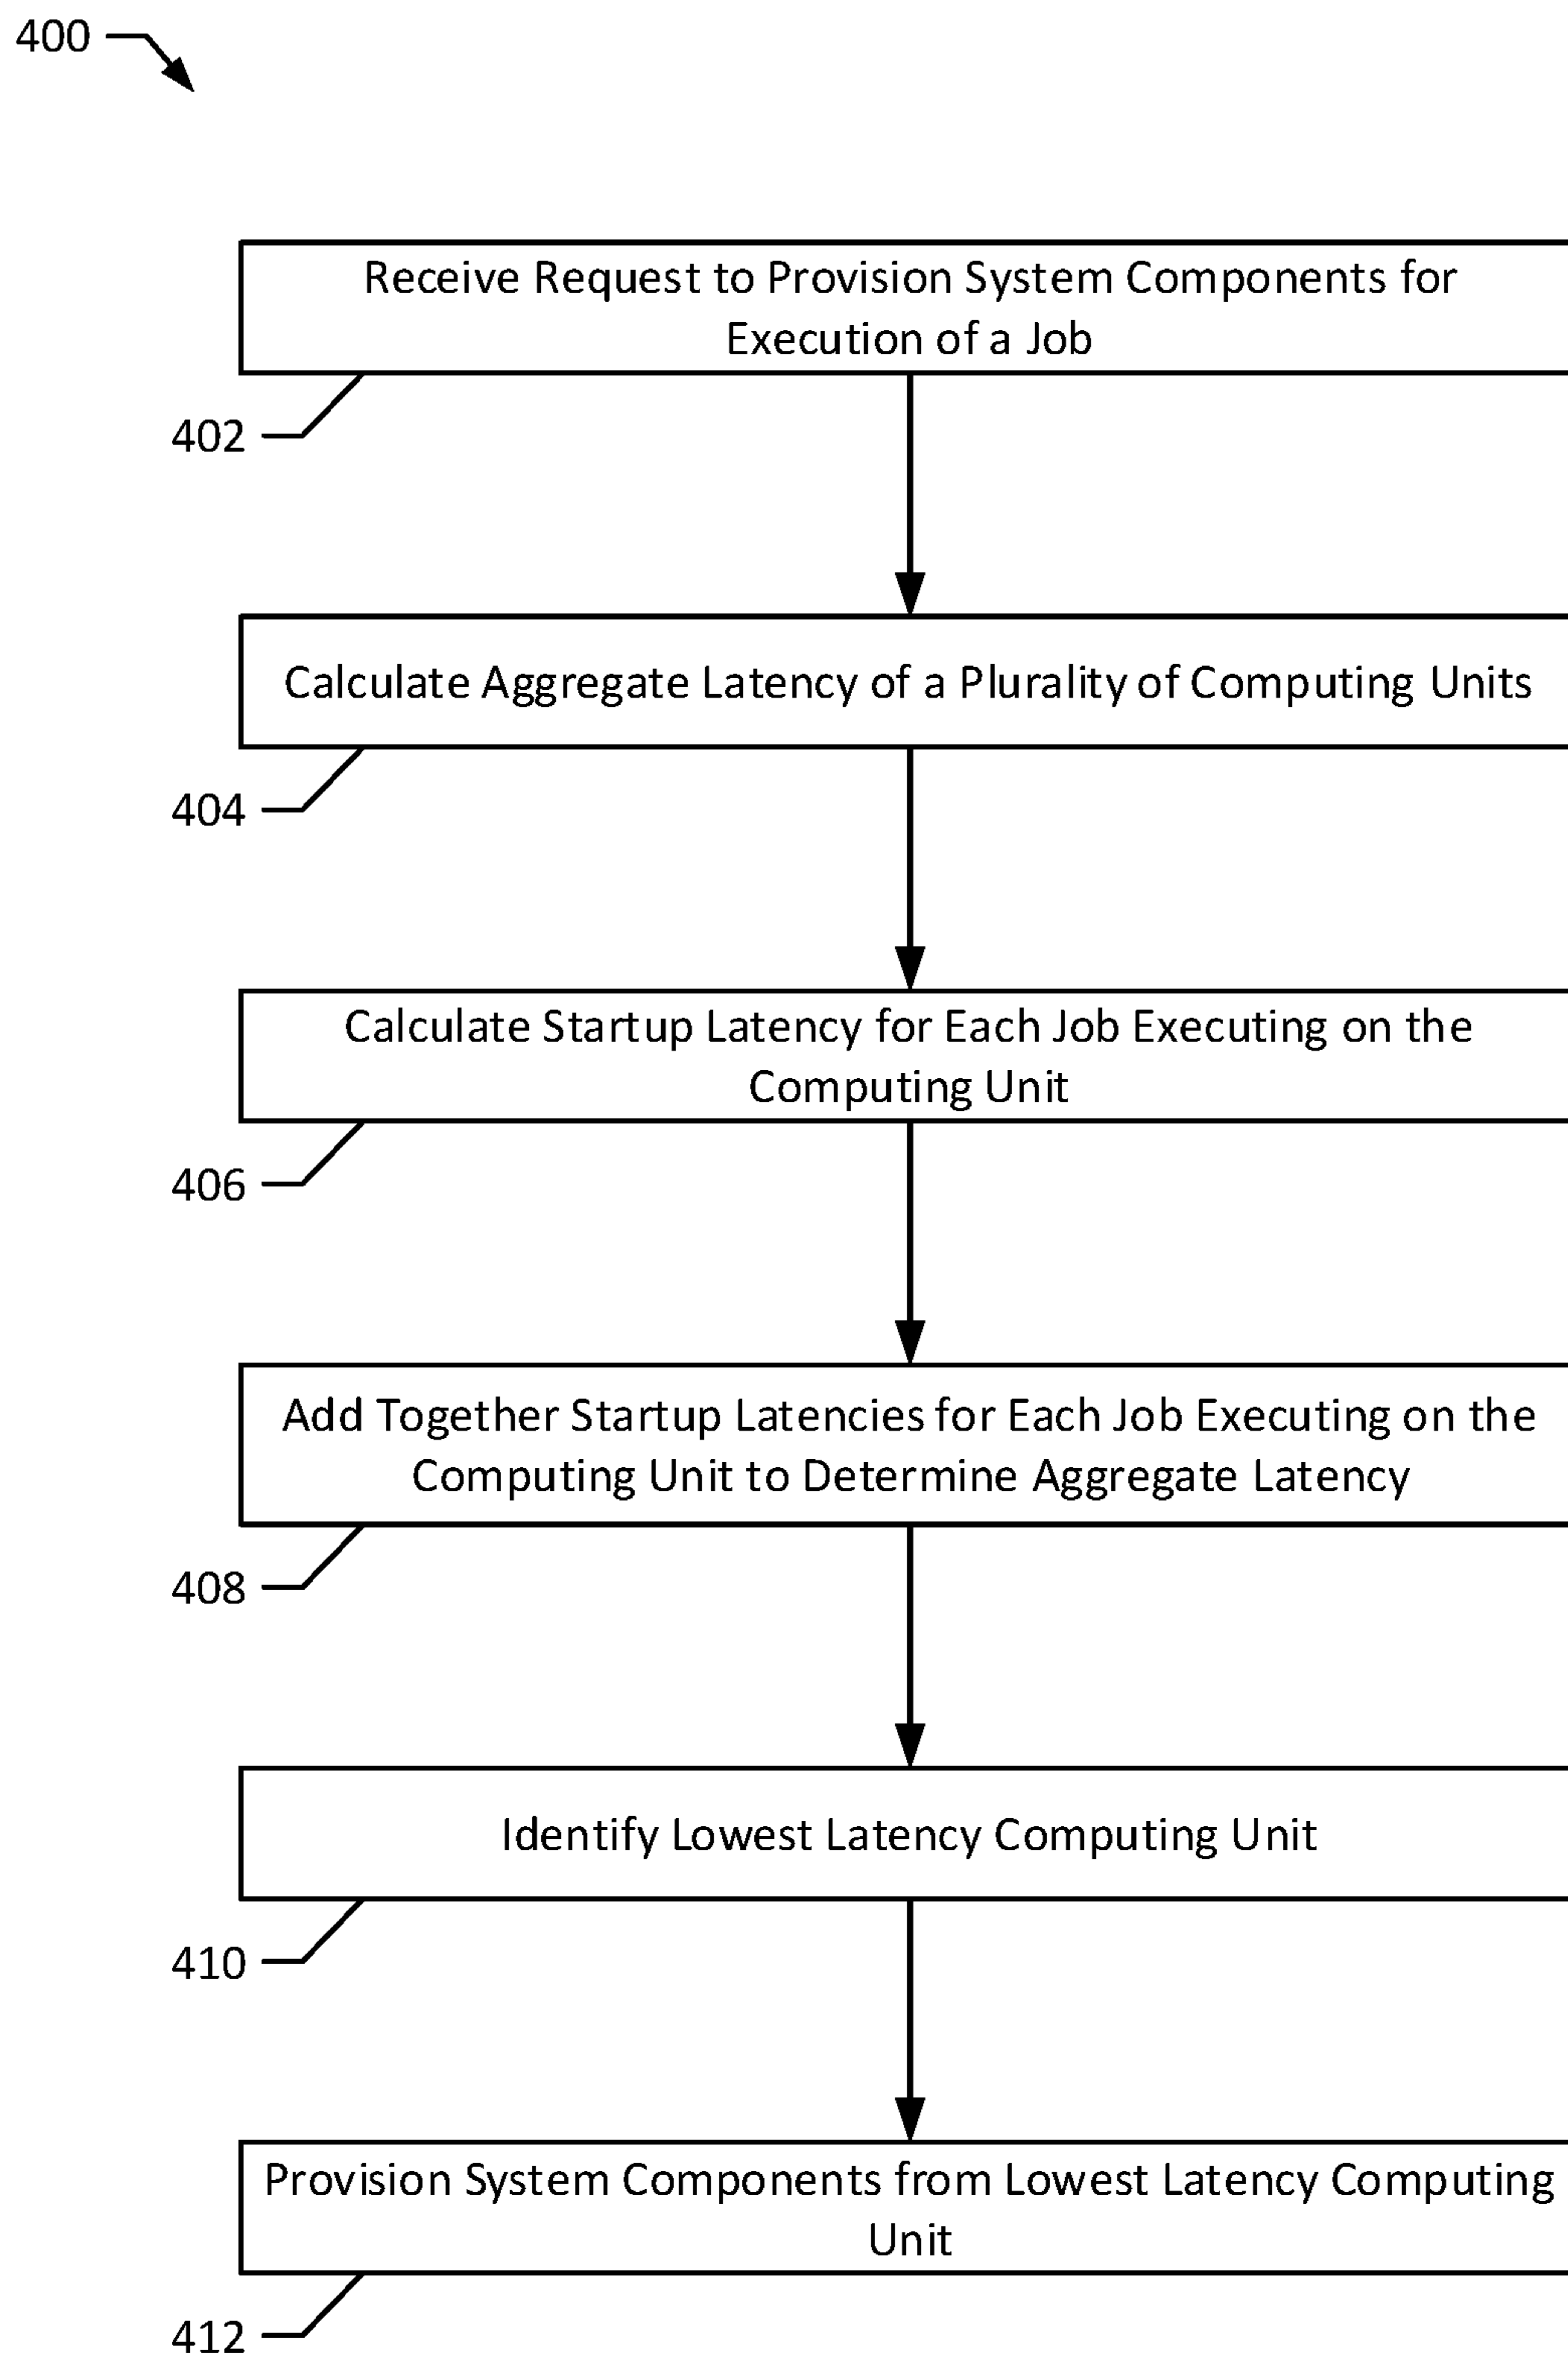 400
Receive Request to Provision System Components for
Execution of a Job
402
Calculate Aggregate Latency of a Plurality of Computing Units
404
Calculate Startup Latency for Each Job Executing on the
Computing Unit
406
Add Together Startup Latencies for Each Job Executing on the
Computing Unit to Determine Aggregate Latency
408
Identify Lowest Latency Computing Unit
410
Provision System Components from Lowest Latency Computing
Unit
412